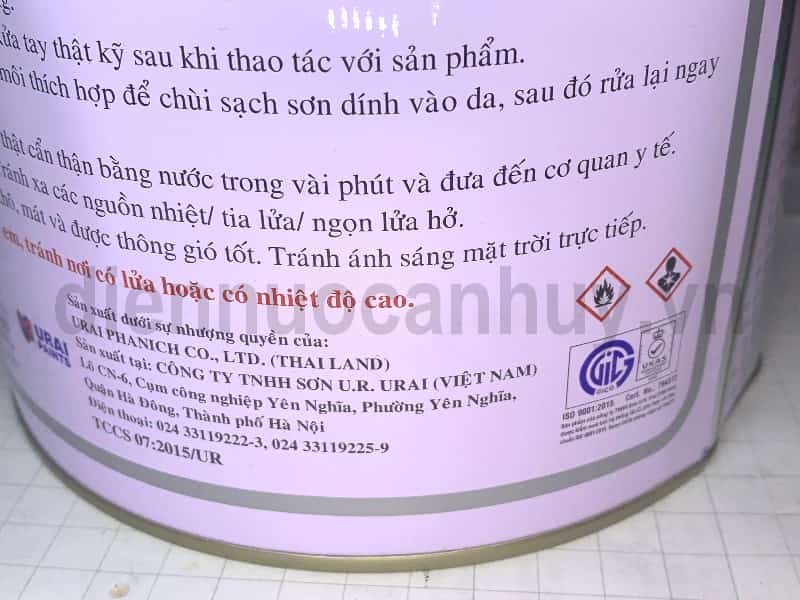 rửa tay thật kỹ sau khi thao tác với sản phẩm.
môi thích hợp để chùi sạch sơn dính vào da, sau đó rửa lại ngay
thật cẩn thận bằng nước trong vài phút và đưa đến cơ quan y tế.
tránh xa các nguồn nhiệt/ tia lửa/ ngọn lửa hở.
khô, mát và được thông gió tốt. Tránh ánh sáng mặt trời trực tiếp.
em, tránh nơi có lửa hoặc có nhiệt độ cao.
diennuocanhuy.vn
URAI
PAINTS
Sản xuất dưới sự nhượng quyền của:
URAI PHANICH CO., LTD. (THAI LAND)
Sản xuất tại: CÔNG TY TNHH SƠN U.R. URAI (VIỆT NAM)
Lô CN-6, Cụm công nghiệp Yên Nghĩa, Phường Yên Nghĩa,
Quận Hà Đông, Thành phố Hà Nội
Điện thoại: 024 33119222-3, 024 33119225-9
TCCS 07:2015/UR
GIC
UKAS
ISO 9001:2015